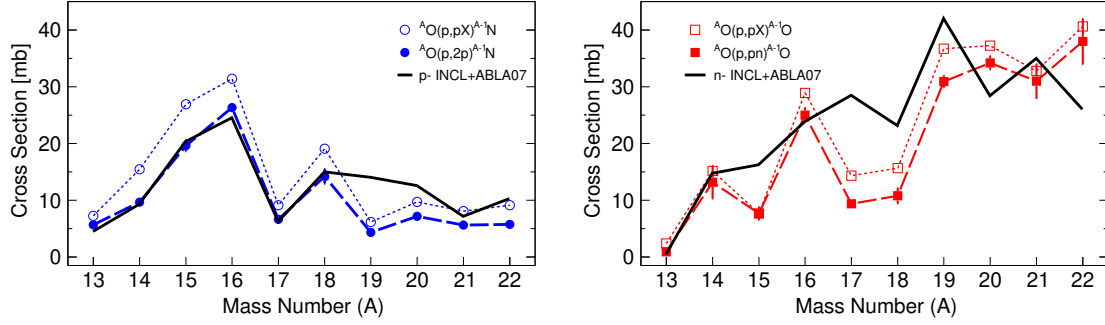 Cross Section [mb]
40
30
20
10
0
ᴬO(p,pX)ᴬ⁻¹N
ᴬO(p,2p)ᴬ⁻¹N
p- INCL+ABLA07
13 14 15 16 17 18 19 20 21 22
Mass Number (A)
Cross Section [mb]
40
30
20
10
0
ᴬO(p,pX)ᴬ⁻¹O
ᴬO(p,pn)ᴬ⁻¹O
n- INCL+ABLA07
13 14 15 16 17 18 19 20 21 22
Mass Number (A)